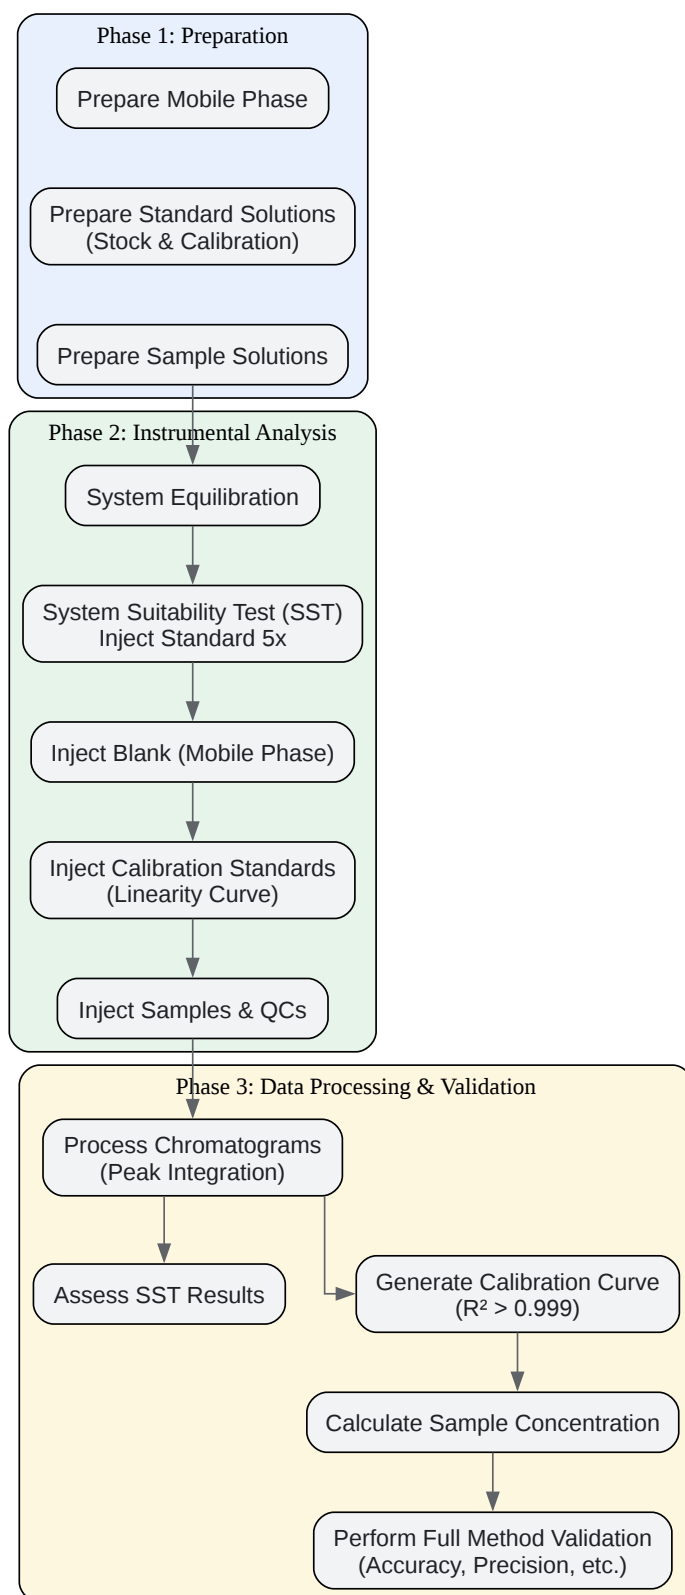 Phase 1: Preparation
Prepare Mobile Phase
Prepare Standard Solutions
(Stock & Calibration)
Prepare Sample Solutions
Phase 2: Instrumental Analysis
System Equilibration
System Suitability Test (SST)
Inject Standard 5x
Inject Blank (Mobile Phase)
Inject Calibration Standards
(Linearity Curve)
Inject Samples & QCs
Phase 3: Data Processing & Validation
Process Chromatograms
(Peak Integration)
Assess SST Results
Generate Calibration Curve
(R² > 0.999)
Calculate Sample Concentration
Perform Full Method Validation
(Accuracy, Precision, etc.)